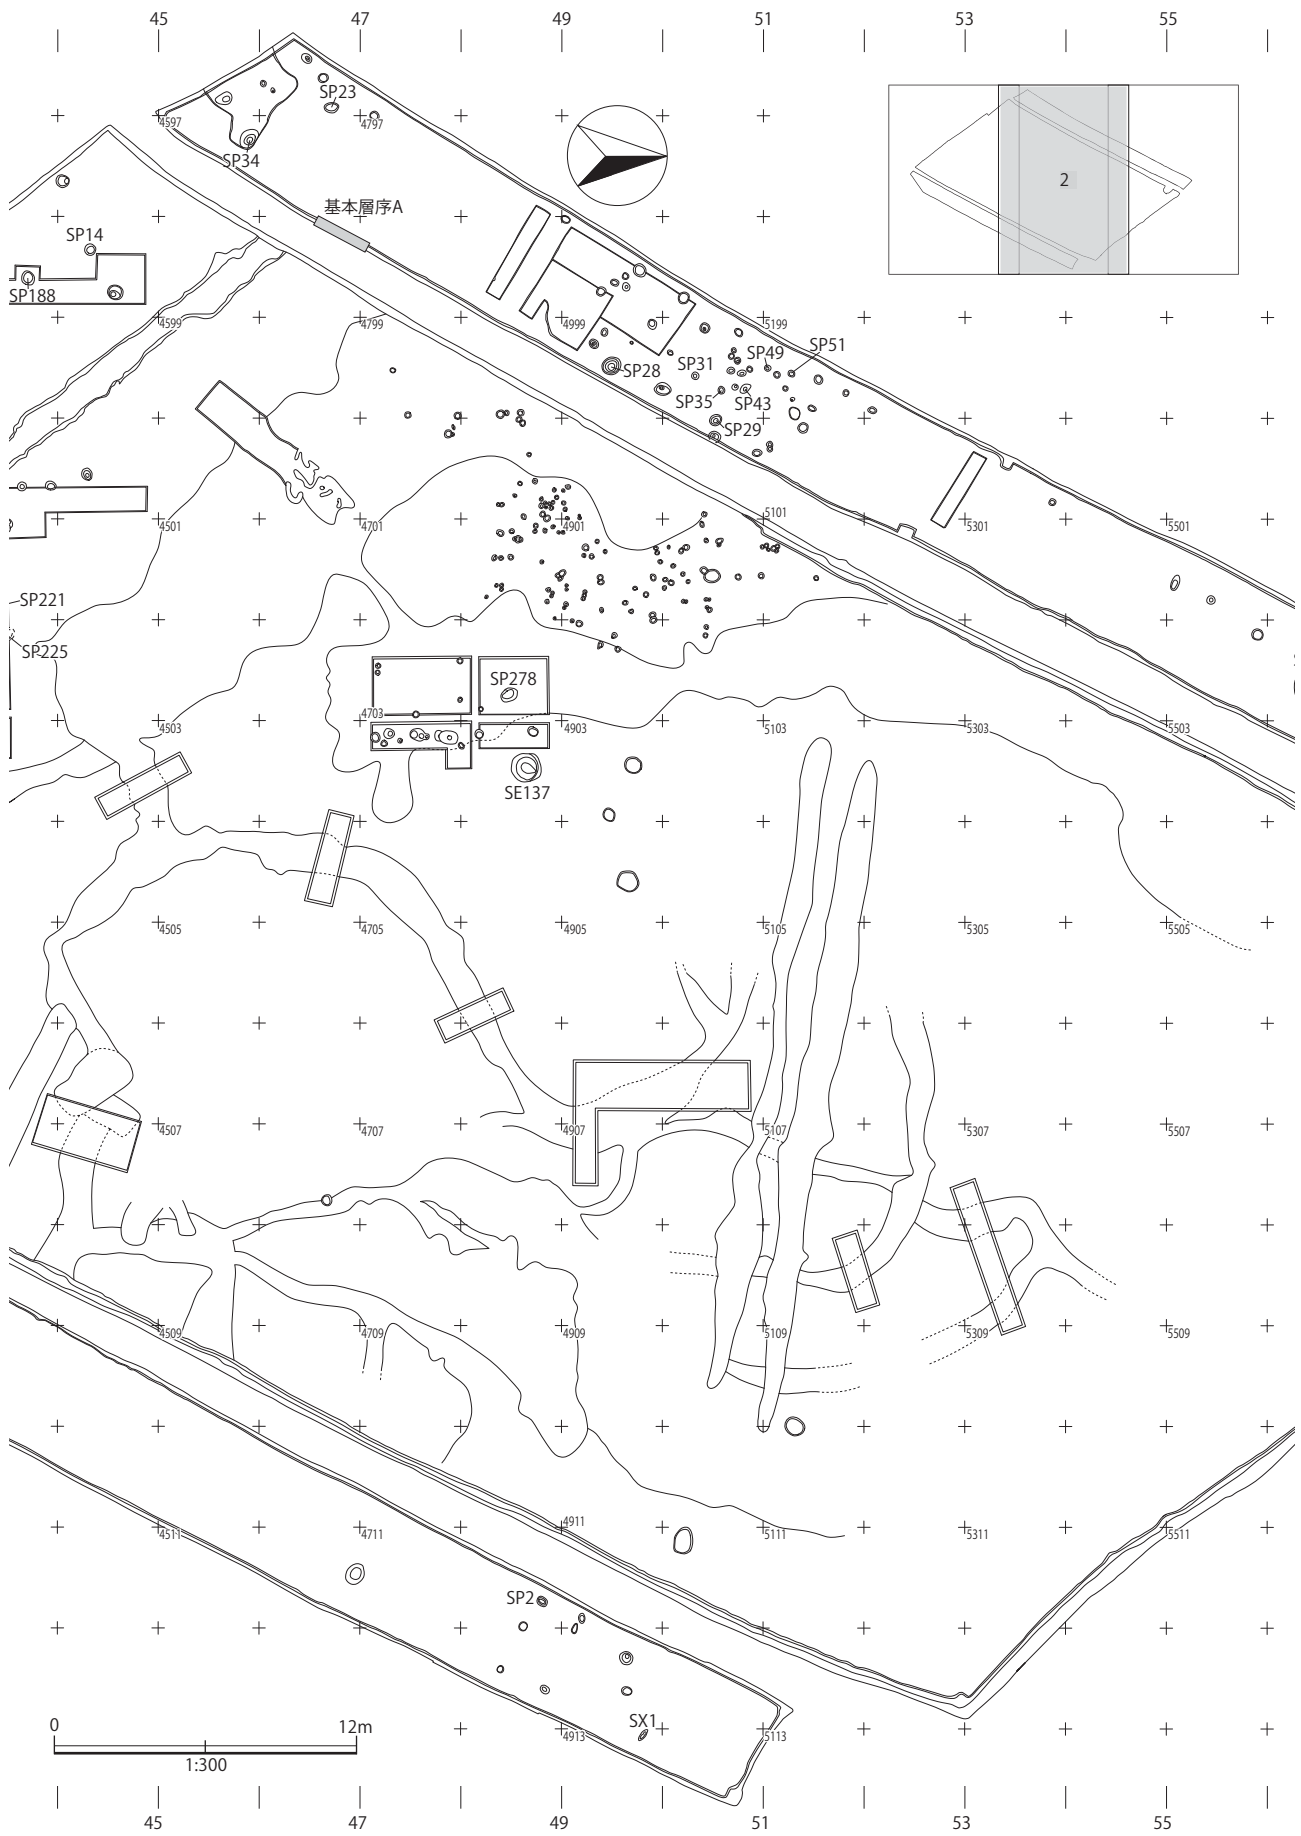 45 47 49 51 53 55
SP23
4597 4797
SP34
2
基本層序A
SP14
SP188
4599 4799 4999 5199
SP49 SP51
SP31
SP28
SP35 SP43
SP29
4501 4701 4901 5101 5301 5501
SP221
SP225
SP278
4503 4703 4903 5103 5303 5503
SE137
4505 4705 4905 5105 5305 5505
4507 4707 4907 5107 5307 5507
4509 4709 4909 5109 5309 5509
4511 4711 4911 5111 5311 5511
SP2
SX1
0 12m
4913 5113
1:300
45 47 49 51 53 55